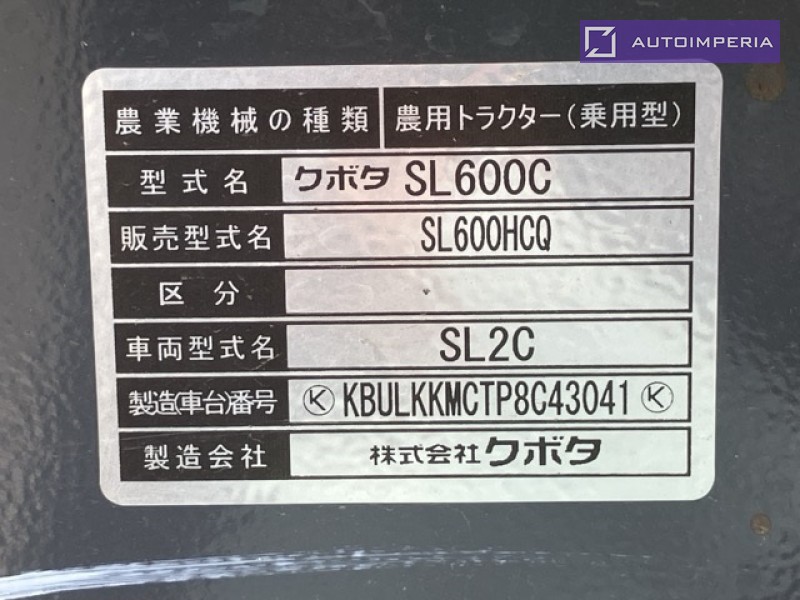 AUTOIMPERIA
農業機械の種類 農用トラクター(乗用型)
型式名 クボタ SL600C
販売型式名 SL600HCQ
区分
車両型式名 SL2C
製造(車台)番号 Ⓚ KBULKKMCTP8C43041 Ⓚ
製造会社 株式会社クボタ